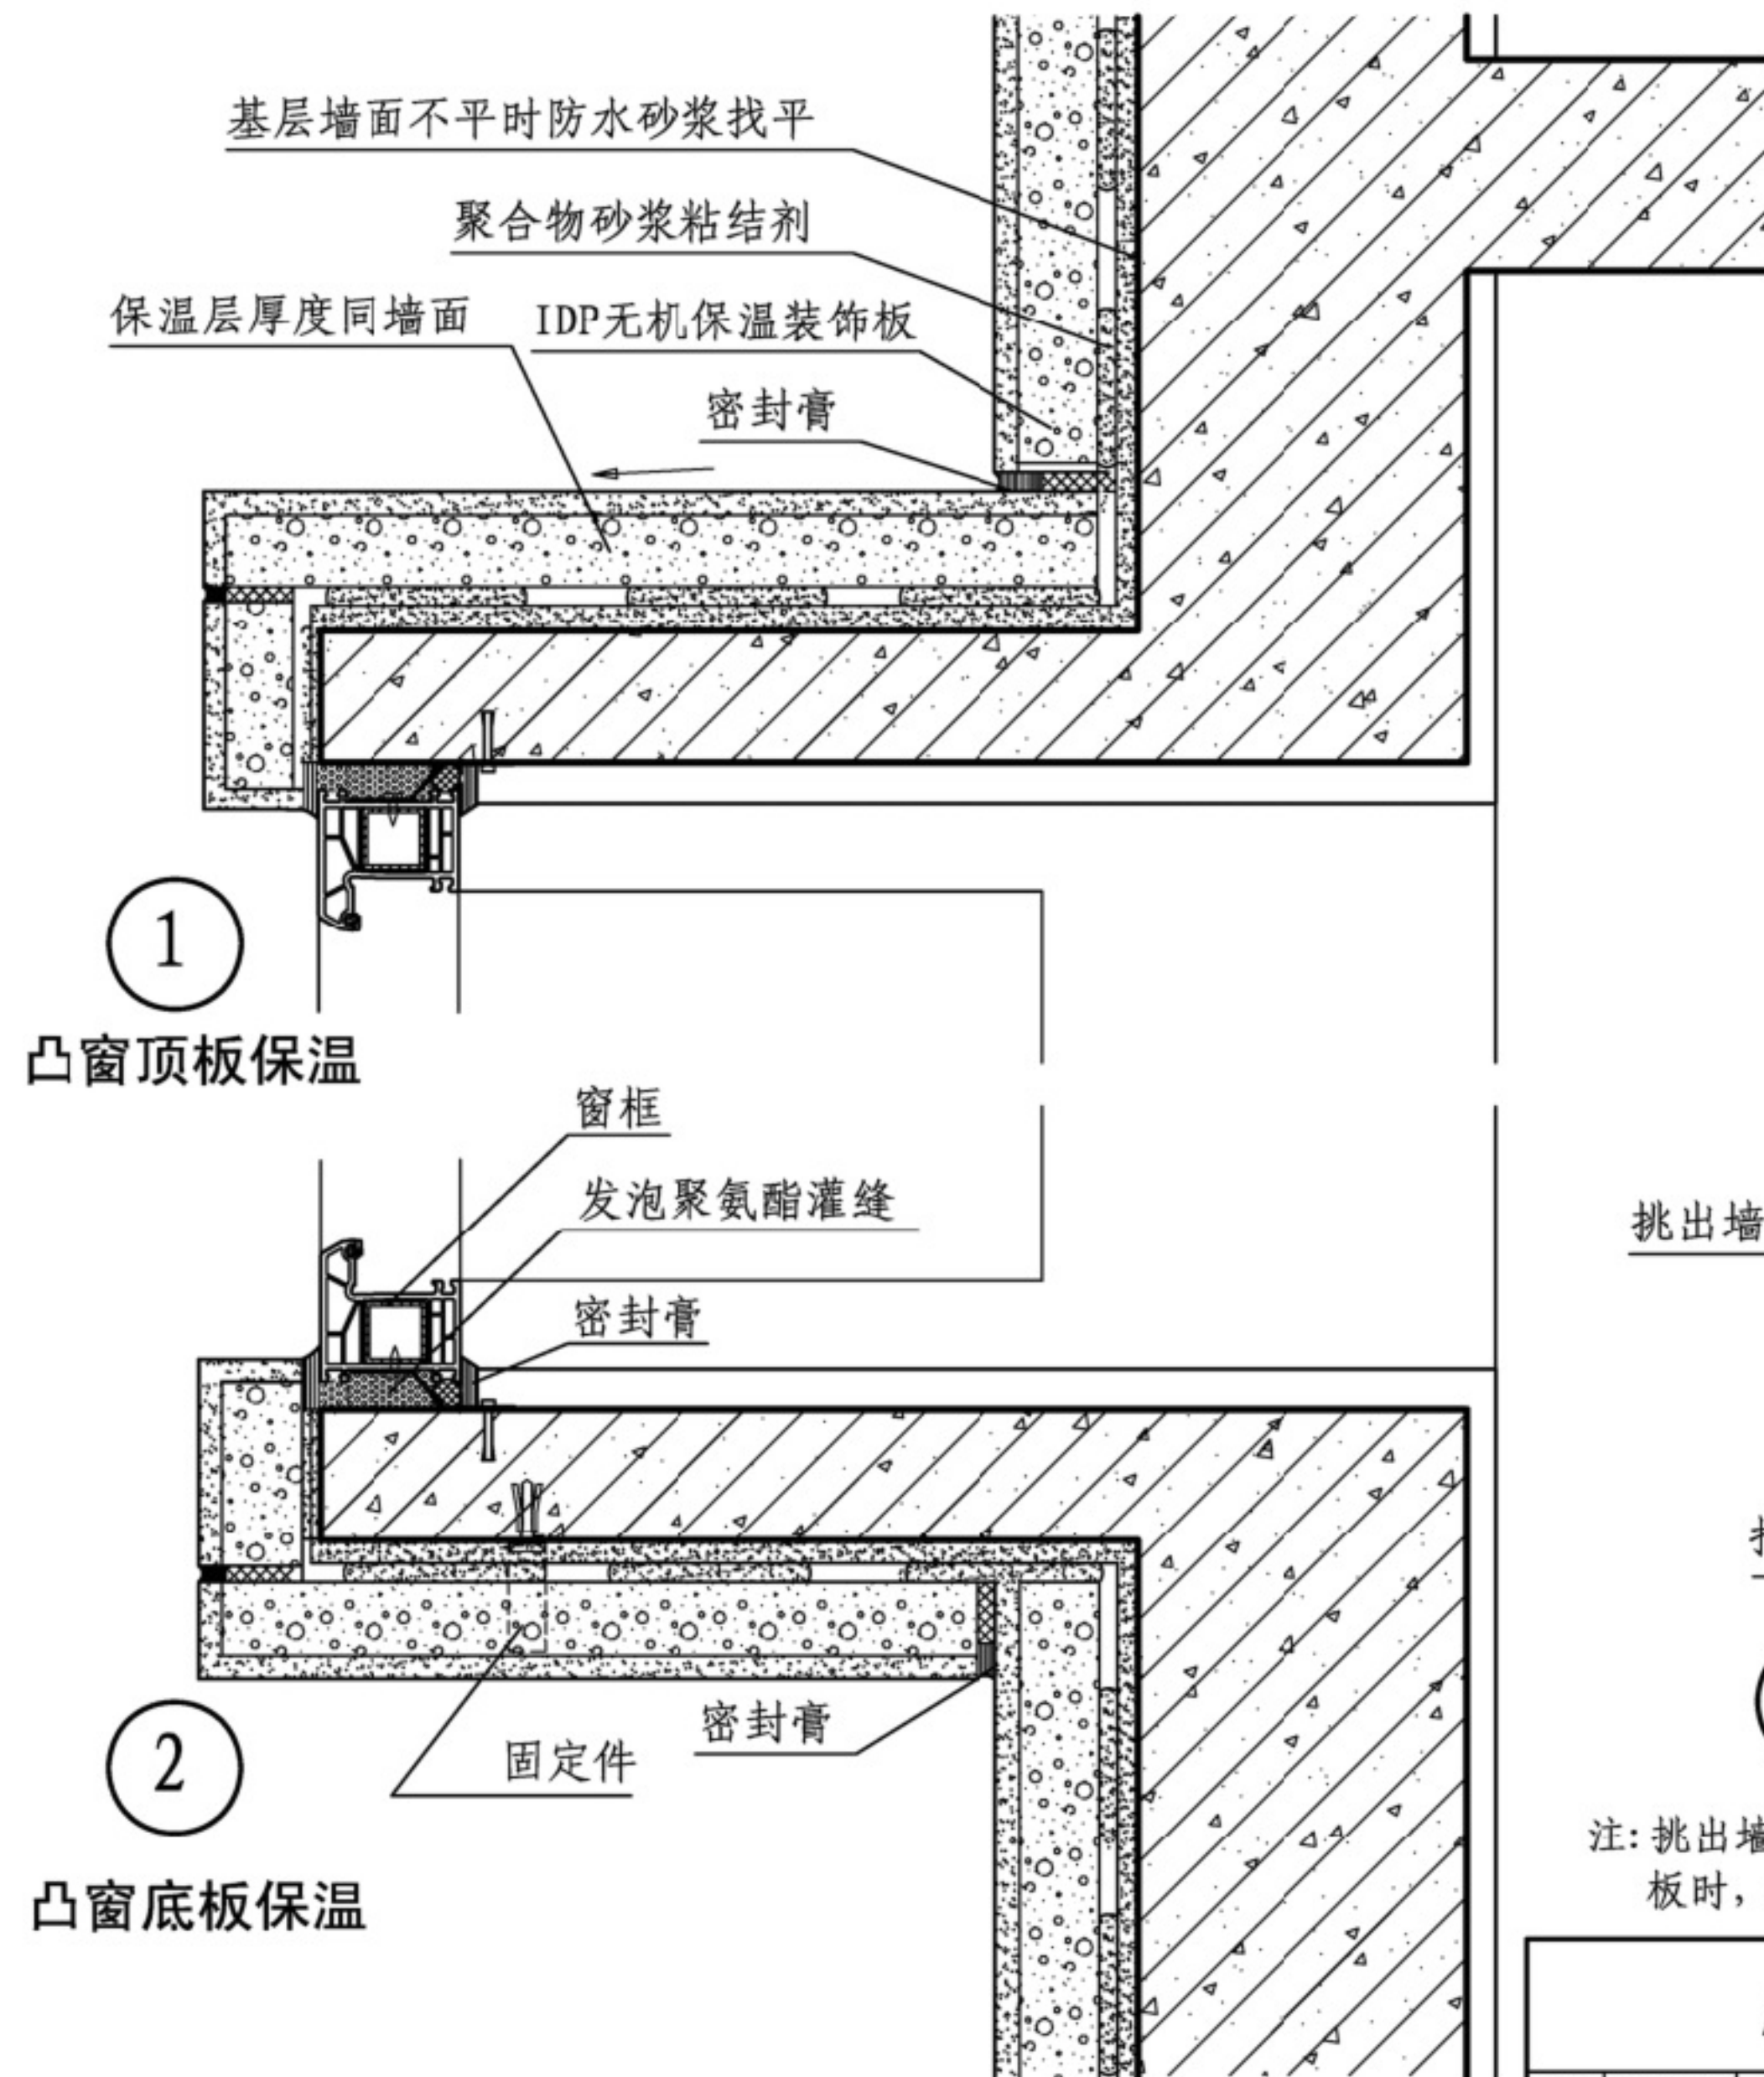 基层墙面不平时防水砂浆找平
聚合物砂浆粘结剂
保温层厚度同墙面
IDP无机保温装饰板
密封膏
1
凸窗顶板保温
窗框
发泡聚氨酯灌缝
挑出墙
密封膏
密封膏
固定件
2
注:挑出墙
板时,
凸窗底板保温